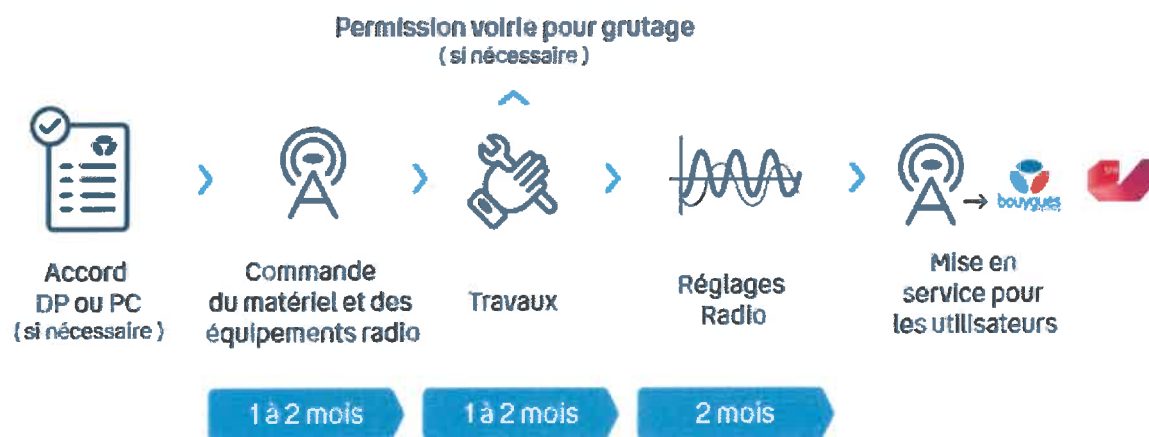 Permission voirie pour grutage
(si nécessaire)
Accord
DP ou PC
(si nécessaire)
Commande
du matériel et des
équipements radio
Travaux
Réglages
Radio
bouygues
Mise en
service pour
les utilisateurs
1 à 2 mois
1 à 2 mois
2 mois